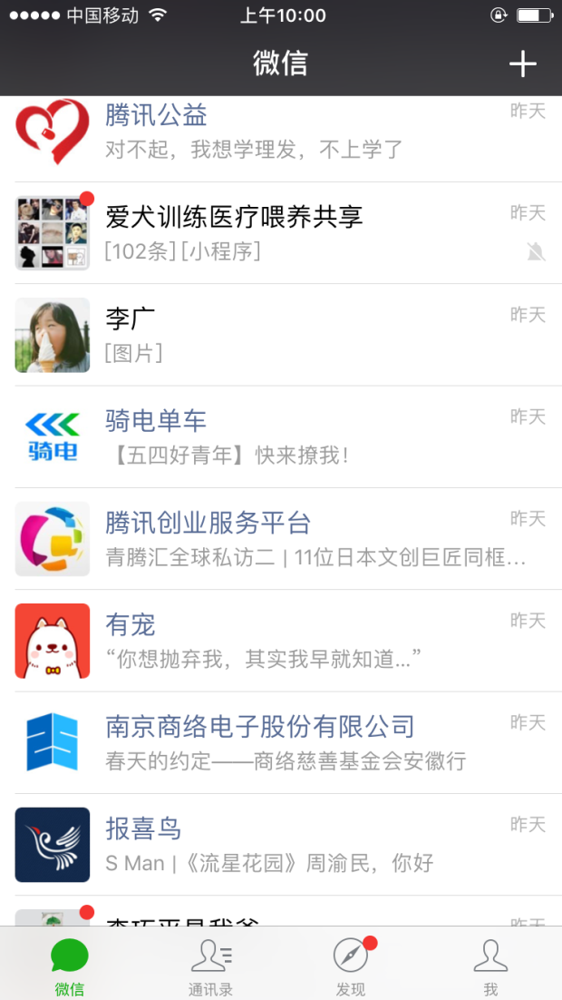 中国移动 上午10:00
微信
腾讯公益 昨天
对不起，我想学理发，不上学了
爱犬训练医疗喂养共享 昨天
[102条][小程序]
李广 昨天
[图片]
骑电
骑电单车 昨天
【五四好青年】快来撩我！
腾讯创业服务平台 昨天
青腾汇全球私访二 | 11位日本文创巨匠同框...
有宠 昨天
“你想抛弃我，其实我早就知道...”
南京商络电子股份有限公司 昨天
春天的约定——商络慈善基金会安徽行
报喜鸟 昨天
S Man |《流星花园》周渝民，你好
昨天
微信 通讯录 发现 我